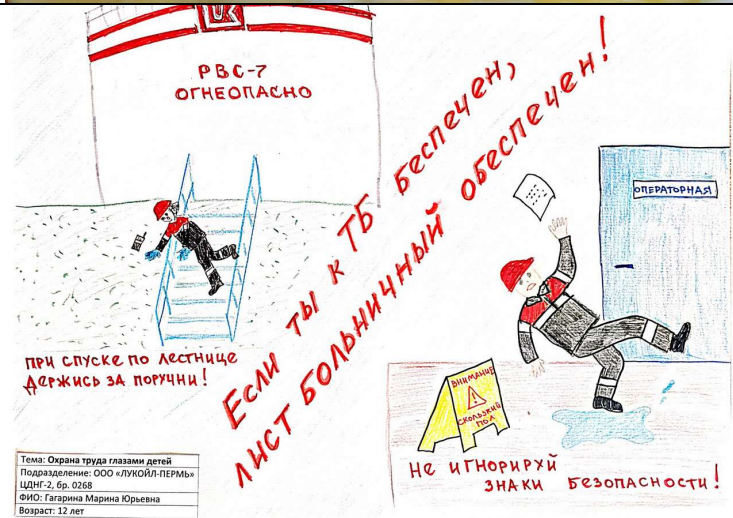 РВС-7
ОГНЕОПАСНО
Если ты к ТБ беспечен,
лист больничный обеспечен!
ОПЕРАТОРНАЯ
при спуске по лестнице
держись за поручни!
ВНИМАНИЕ
СКОЛЬЗКИЙ
ПОЛ
Не игнорируй
знаки безопасности!
Тема: Охрана труда глазами детей
Подразделение: ООО «ЛУКОЙЛ-ПЕРМЬ»
ЦДНГ-2, бр. 0268
ФИО: Гагарина Марина Юрьевна
Возраст: 12 лет